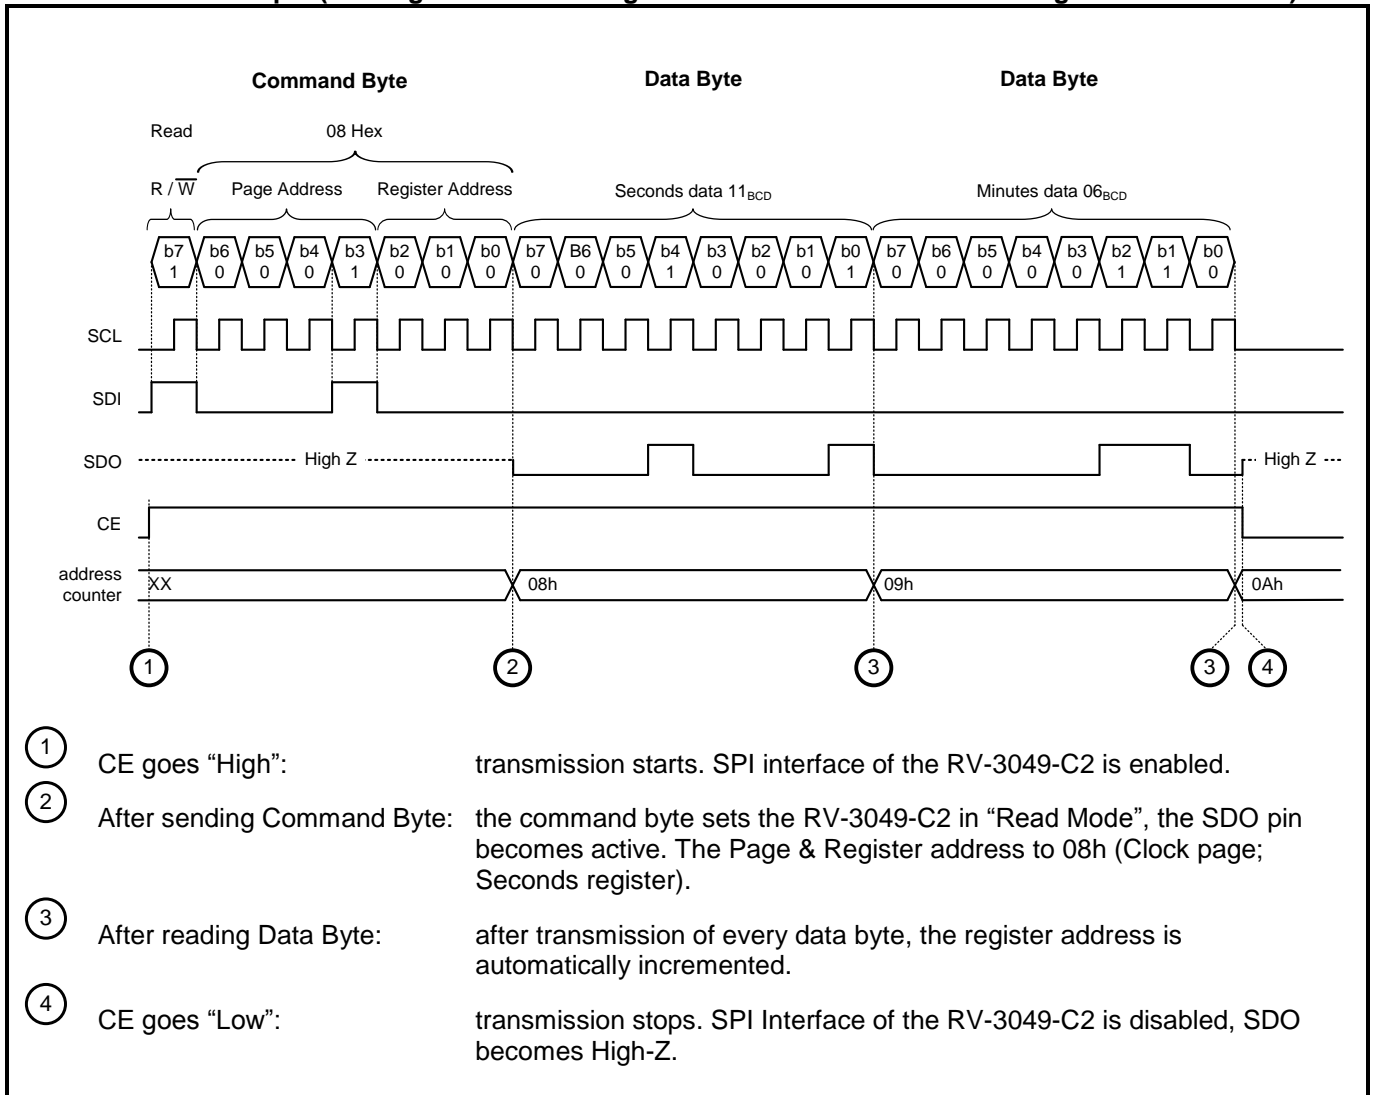 Command Byte Data Byte Data Byte
Read 08 Hex
R / W Page Address Register Address Seconds data 11BCD Minutes data 06BCD
b7 b6 b5 b4 b3 b2 b1 b0 b7 B6 b5 b4 b3 b2 b1 b0 b7 b6 b5 b4 b3 b2 b1 b0
1 0 0 0 1 0 0 0 0 0 0 1 0 0 0 1 0 0 0 0 0 1 1 0
SCL
SDI
SDO High Z High Z
CE
address
counter
XX 08h 09h 0Ah
1 2 3 3 4
1 CE goes “High”: transmission starts. SPI interface of the RV-3049-C2 is enabled.
2 After sending Command Byte: the command byte sets the RV-3049-C2 in “Read Mode”, the SDO pin
becomes active. The Page & Register address to 08h (Clock page;
Seconds register).
3 After reading Data Byte: after transmission of every data byte, the register address is
automatically incremented.
4 CE goes “Low”: transmission stops. SPI Interface of the RV-3049-C2 is disabled, SDO
becomes High-Z.